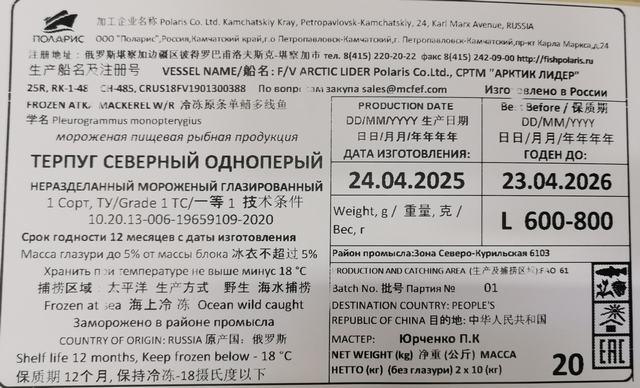 ПОЛАРИС
加工企业名称 Polaris Co. Ltd. Kamchatskiy Kray, Petropavlovsk-Kamchatskiy, 24, Karl Marx Avenue, RUSSIA
ООО "Поларис",Россия,Камчатский край,г.о Петропавловск-Камчатский,г. Петропавловск-Камчатский,пр-кт Карла Маркса,д.24
注册地址: 俄罗斯堪察加边疆区彼得罗巴甫洛夫斯克-堪察加市 тел. 8(415) 220-20-22 факс 8(415) 242-09-00 http://fishpolaris.ru
生产船名及注册号 VESSEL NAME/船名: F/V ARCTIC LIDER Polaris Co.Ltd., СРТМ "АРКТИК ЛИДЕР"
25R, RK-1-48 CH-485, CRUS18FV1901300388 По вопросам закупа sales@mcfef.com Изготовлено в России
FROZEN ATKA MACKEREL W/R 冷冻原条单鳍多线鱼
学名 Pleurogrammus monopterygius
мороженая пищевая рыбная продукция
ТЕРПУГ СЕВЕРНЫЙ ОДНОПЕРЫЙ
НЕРАЗДЕЛАННЫЙ МОРОЖЕНЫЙ ГЛАЗИРОВАННЫЙ
1 Сорт, ТУ/Grade 1 TC/一等 1 技术条件
10.20.13-006-19659109-2020
Срок годности 12 месяцев с даты изготовления
Масса глазури до 5% от массы блока 冰衣不超过5%
Хранить при температуре не выше минус 18 °C
捕捞区域: 太平洋 生产方式 野生 海水捕捞
Frozen at sea 海上冷冻 Ocean wild caught
Заморожено в районе промысла
COUNTRY OF ORIGIN: RUSSIA 原产国: 俄罗斯
Shelf life 12 months, Keep frozen below - 18 °C
保质期 12个月, 保持冷冻-18摄氏度以下
PRODUCTION DATE
DD/MM/YYYY 生产日期
日日/月月/年年年年
ДАТА ИЗГОТОВЛЕНИЯ:
24.04.2025
Best Before / 保质期
DD/MM/YYYY
日日/月月/年年年年
ГОДЕН ДО:
23.04.2026
Weight, g / 重量, 克 /
Вес, г
L 600-800
Район промысла:Зона Северо-Курильская 6103
PRODUCTION AND CATCHING AREA (生产及捕捞区):FAO 61
Batch No. 批号 Партия № 01
DESTINATION COUNTRY: PEOPLE'S
REPUBLIC OF CHINA 目的地: 中华人民共和国
МАСТЕР: Юрченко П.К
NET WEIGHT (kg) 净重 (公斤) МАССА
НЕТТО (кг) (без глазури) 2 x 10 (кг)
20
EAC